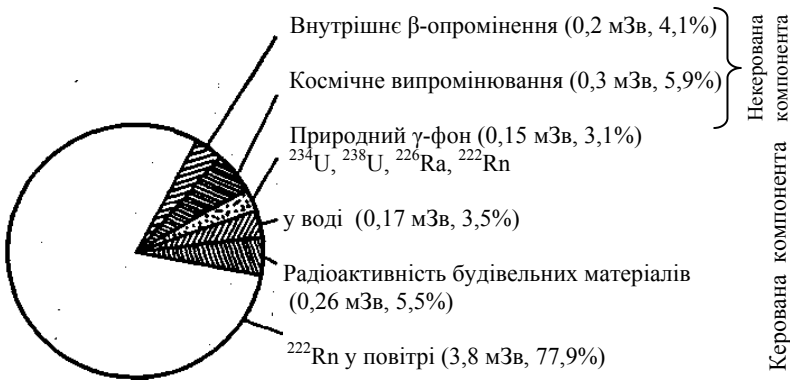 Внутрішнє β-опромінення (0,2 мЗв, 4,1%)
Космічне випромінювання (0,3 мЗв, 5,9%)
Природний γ-фон (0,15 мЗв, 3,1%)
²³⁴U, ²³⁸U, ²²⁶Ra, ²²²Rn
у воді (0,17 мЗв, 3,5%)
Радіоактивність будівельних матеріалів
(0,26 мЗв, 5,5%)
²²²Rn у повітрі (3,8 мЗв, 77,9%)
Некерована
компонента
Керована компонента